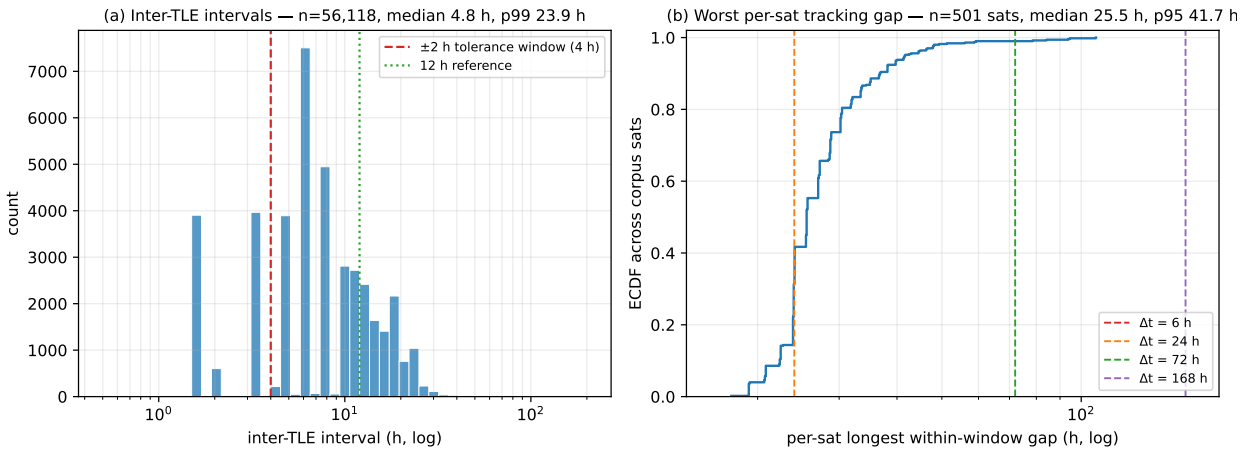 (a) Inter-TLE intervals — n=56,118, median 4.8 h, p99 23.9 h
±2 h tolerance window (4 h)
12 h reference
7000
6000
5000
4000
3000
2000
1000
0
count
10⁰
10¹
10²
inter-TLE interval (h, log)
(b) Worst per-sat tracking gap — n=501 sats, median 25.5 h, p95 41.7 h
1.0
0.8
0.6
0.4
0.2
0.0
ECDF across corpus sats
Δt = 6 h
Δt = 24 h
Δt = 72 h
Δt = 168 h
10²
per-sat longest within-window gap (h, log)